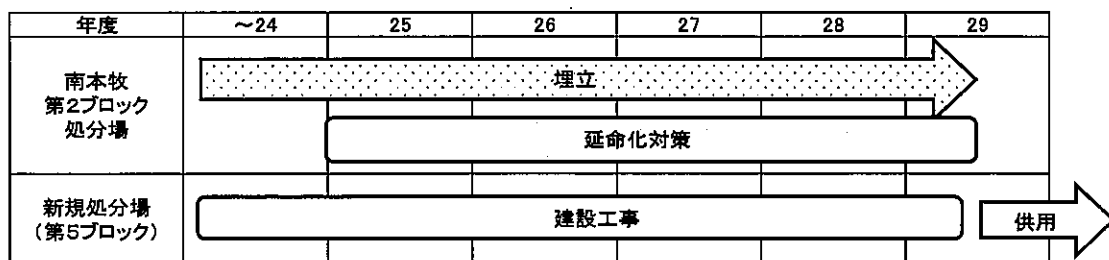 年度 ～24 25 26 27 28 29
南本牧
第2ブロック
処分場
埋立
延命化対策
新規処分場
(第5ブロック)
建設工事
供用